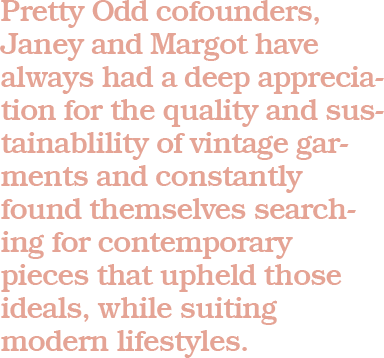 Pretty Odd cofounders,
Janey and Margot have
always had a deep apprecia-
tion for the quality and sus-
tainablility of vintage gar-
ments and constantly
found themselves search-
ing for contemporary
pieces that upheld those
ideals, while suiting
modern lifestyles.